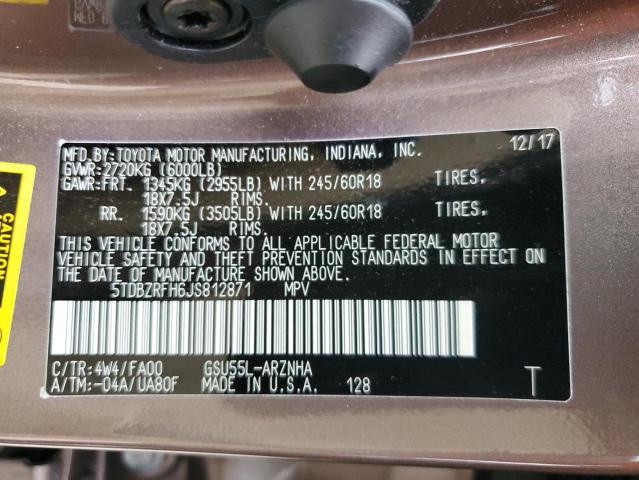 MFD B
MFD.BY:TOYOTA MOTOR MANUFACTURING, INDIANA, INC. 12/17
GVWR:2720KG (6000LB)
GAWR:FRT. 1345KG (2955LB) WITH 245/60R18 TIRES.
18X7.5J RIMS.
RR. 1590KG (3505LB) WITH 245/60R18 TIRES.
18X7.5J RIMS.
THIS VEHICLE CONFORMS TO ALL APPLICABLE FEDERAL MOTOR
VEHICLE SAFETY AND THEFT PREVENTION STANDARDS IN EFFECT ON
THE DATE OF MANUFACTURE SHOWN ABOVE.
5TDBZRFH6JS812871 MPV
C/TR:4W4/FA00 GSU55L-ARZNHA
A/TM:-04A/UA80F MADE IN U.S.A. 128 T
CAUTION